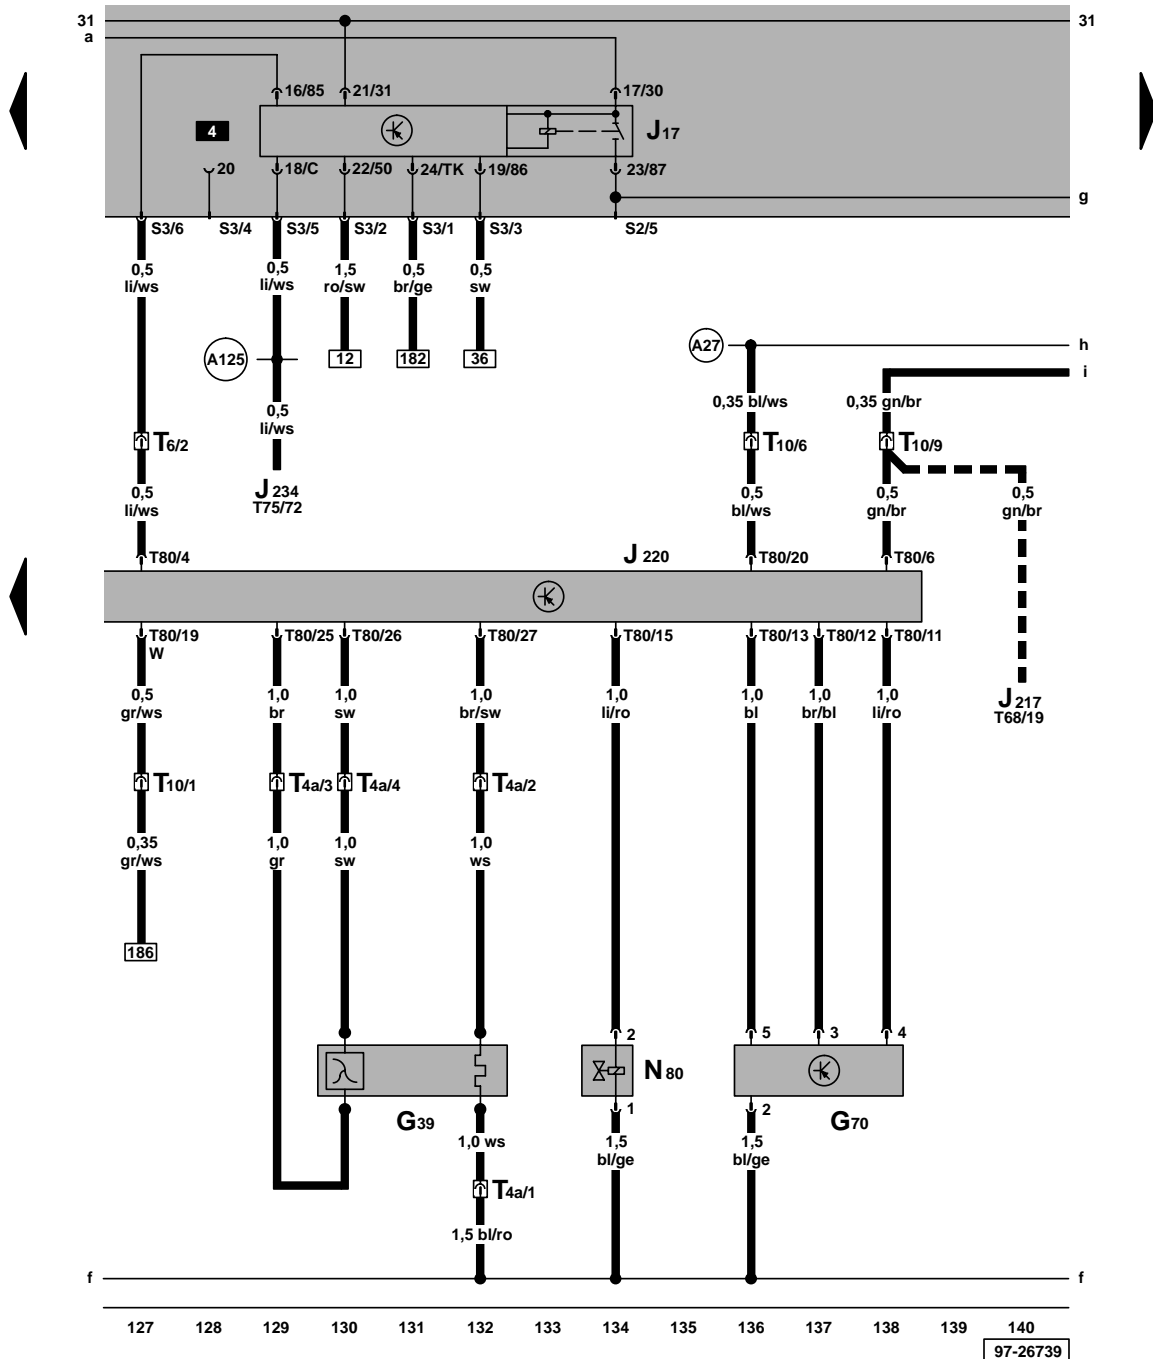 31 31
a
16/85 21/31 17/30
4 J17
20 18/C 22/50 24/TK 19/86 23/87
g
S3/6 S3/4 S3/5 S3/2 S3/1 S3/3 S2/5
0,5 0,5 1,5 0,5 0,5
li/ws li/ws ro/sw br/ge sw
A27 h
A125 12 182 36
i
0,35 bl/ws 0,35 gn/br
0,5
li/ws
T6/2 T10/6 T10/9
0,5 0,5 0,5 0,5
li/ws bl/ws gn/br gn/br
J 234
T75/72
T80/4 J 220 T80/20 T80/6
T80/19 T80/25 T80/26 T80/27 T80/15 T80/13 T80/12 T80/11
W
0,5 1,0 1,0 1,0 1,0 1,0 1,0 1,0
gr/ws br sw br/sw li/ro bl br/bl li/ro
J 217
T68/19
T10/1 T4a/3 T4a/4 T4a/2
0,35 1,0 1,0 1,0
gr/ws gr sw ws
186
2 5 3 4
N 80
1 2
G39 G70
1,0 ws 1,5 1,5
bl/ge bl/ge
T4a/1
1,5 bl/ro
f f
127 128 129 130 131 132 133 134 135 136 137 138 139 140
97-26739